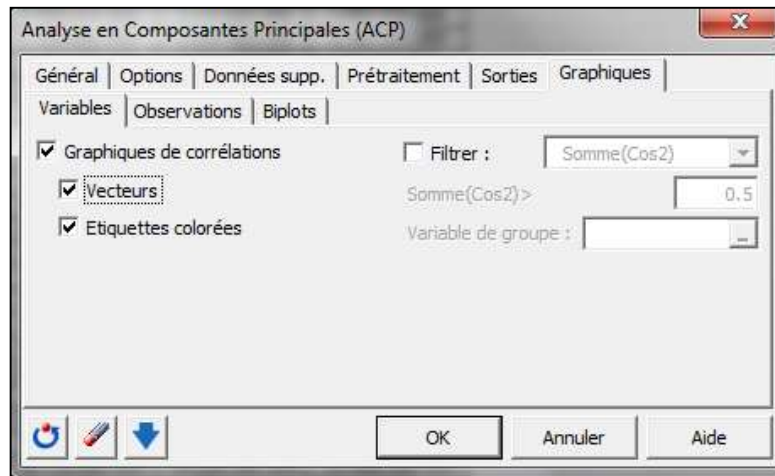 Analyse en Composantes Principales (ACP)
Général Options Données supp. Prétraitement Sorties Graphiques
Variables Observations Biplots
Graphiques de corrélations Filtrer : Somme(Cos2)
Vecteurs Somme(Cos2)> 0.5
Etiquettes colorées Variable de groupe : ...
OK Annuler Aide